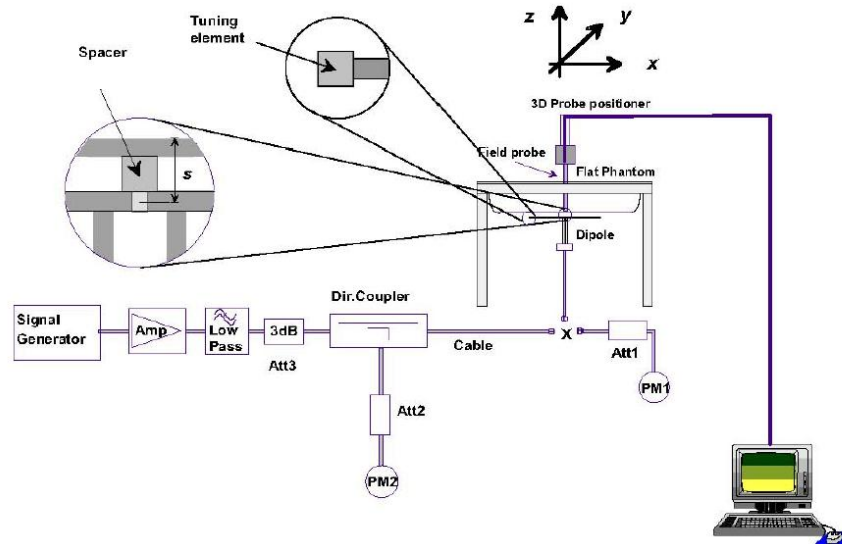 Tuning
element
Spacer
s
z
y
x
3D Probe positioner
Field probe
Flat Phantom
Dipole
Dir.Coupler
Signal
Generator
Amp
Low
Pass
3dB
Att3
Cable
X
Att1
PM1
Att2
PM2